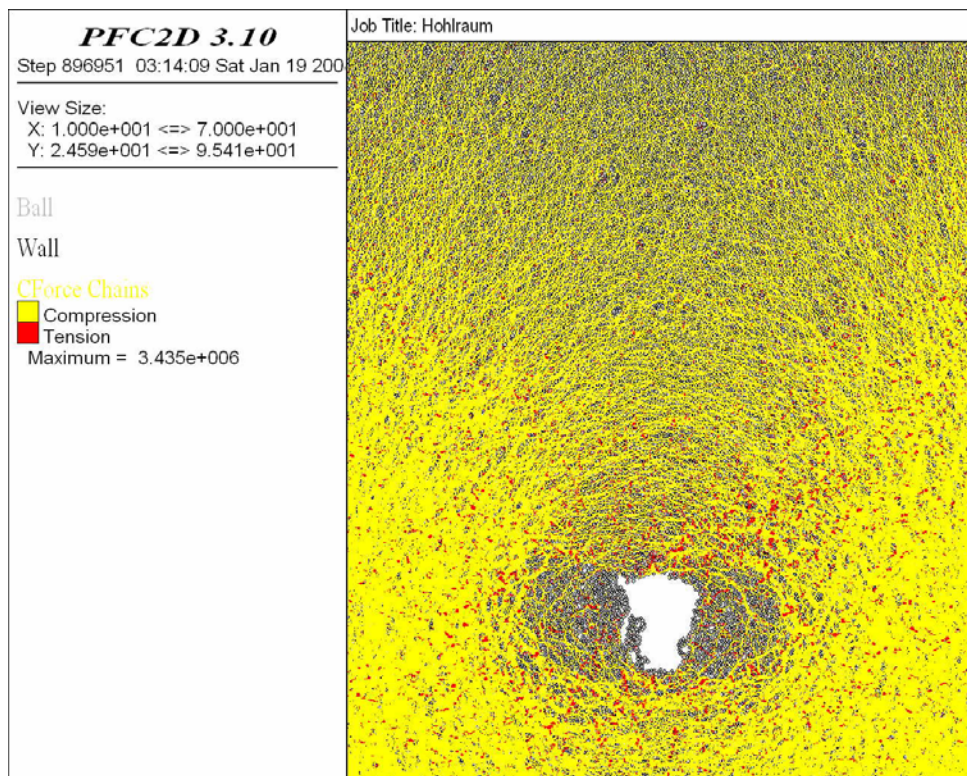 PFC2D 3.10
Step 896951 03:14:09 Sat Jan 19 200
View Size:
X: 1.000e+001 <=> 7.000e+001
Y: 2.459e+001 <=> 9.541e+001
Ball
Wall
CForce Chains
Compression
Tension
Maximum = 3.435e+006
Job Title: Hohlraum